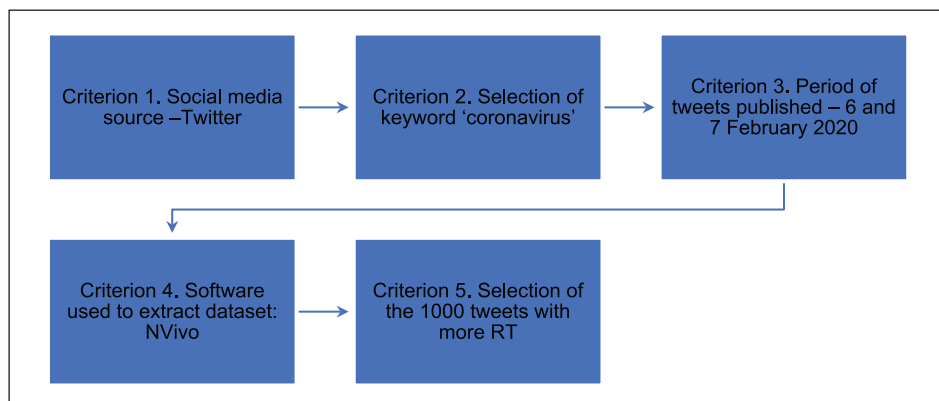 Criterion 1. Social media
source –Twitter
Criterion 2. Selection of
keyword ‘coronavirus’
Criterion 3. Period of
tweets published – 6 and
7 February 2020
Criterion 4. Software
used to extract dataset:
NVivo
Criterion 5. Selection of
the 1000 tweets with
more RT